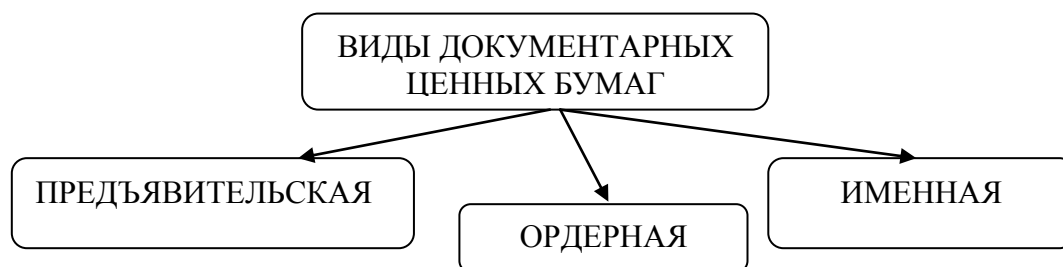 ВИДЫ ДОКУМЕНТАРНЫХ
ЦЕННЫХ БУМАГ
ПРЕДЪЯВИТЕЛЬСКАЯ
ОРДЕРНАЯ
ИМЕННАЯ